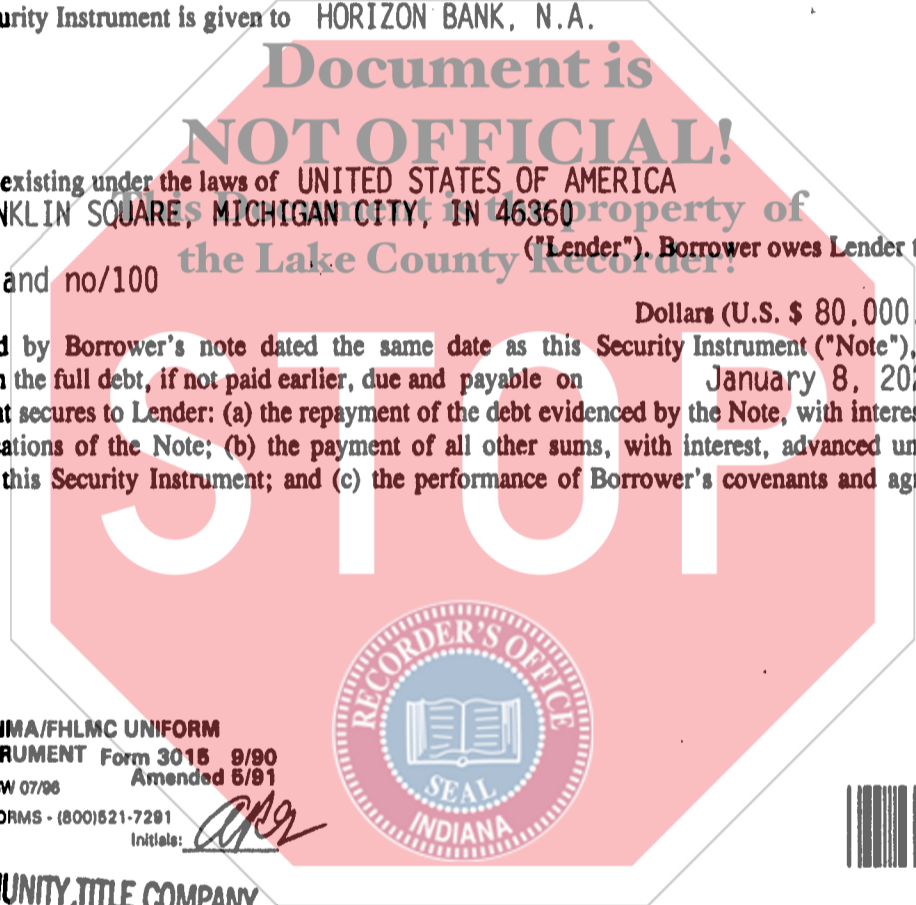 urity Instrument is given to HORIZON BANK, N.A.
Document is
NOT OFFICIAL!
existing under the laws of UNITED STATES OF AMERICA
This Document is the property of
NKLIN SQUARE, MICHIGAN CITY, IN 46360
("Lender"). Borrower owes Lender
the Lake County Recorder!
and no/100
Dollars (U.S. $ 80,000
d by Borrower's note dated the same date as this Security Instrument ("Note"),
the full debt, if not paid earlier, due and payable on January 8, 20
t secures to Lender: (a) the repayment of the debt evidenced by the Note, with interes
ations of the Note; (b) the payment of all other sums, with interest, advanced un
this Security Instrument; and (c) the performance of Borrower's covenants and ag
STOP
RECORDER'S OFFICE
SEAL
INDIANA
MA/FHLMC UNIFORM
RUMENT Form 3015 9/90
Amended 5/91
W 07/96
ORMS - (800)521-7291
Initials:
UNITY TITLE COMPANY